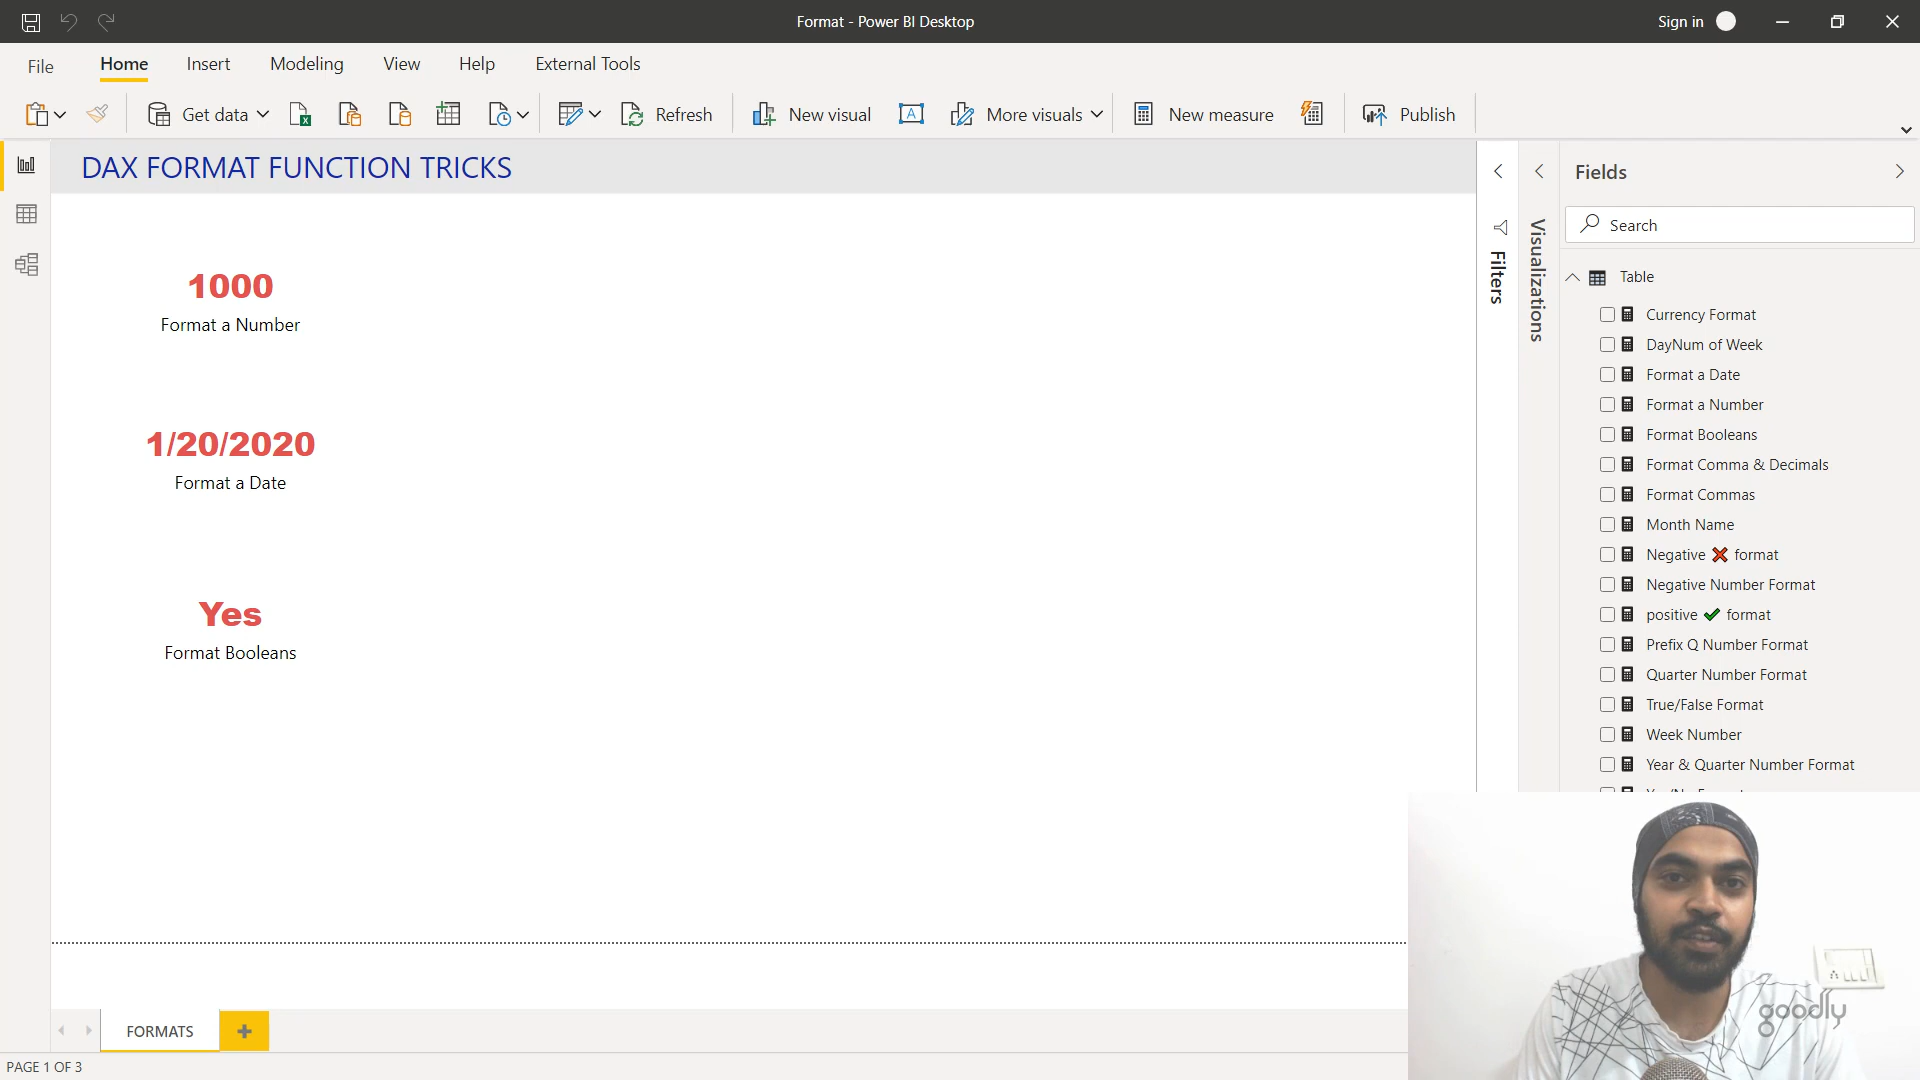 Format - Power BI Desktop
Sign in
File
Home
Insert
Modeling
View
Help
External Tools
Get data
Refresh
New visual
More visuals
New measure
Publish
DAX FORMAT FUNCTION TRICKS
1000
Format a Number
1/20/2020
Format a Date
Yes
Format Booleans
Filters
Visualizations
Fields
Search
Table
Currency Format
DayNum of Week
Format a Date
Format a Number
Format Booleans
Format Comma & Decimals
Format Commas
Month Name
Negative ❌ format
Negative Number Format
positive ✔ format
Prefix Q Number Format
Quarter Number Format
True/False Format
Week Number
Year & Quarter Number Format
goodly
FORMATS
PAGE 1 OF 3